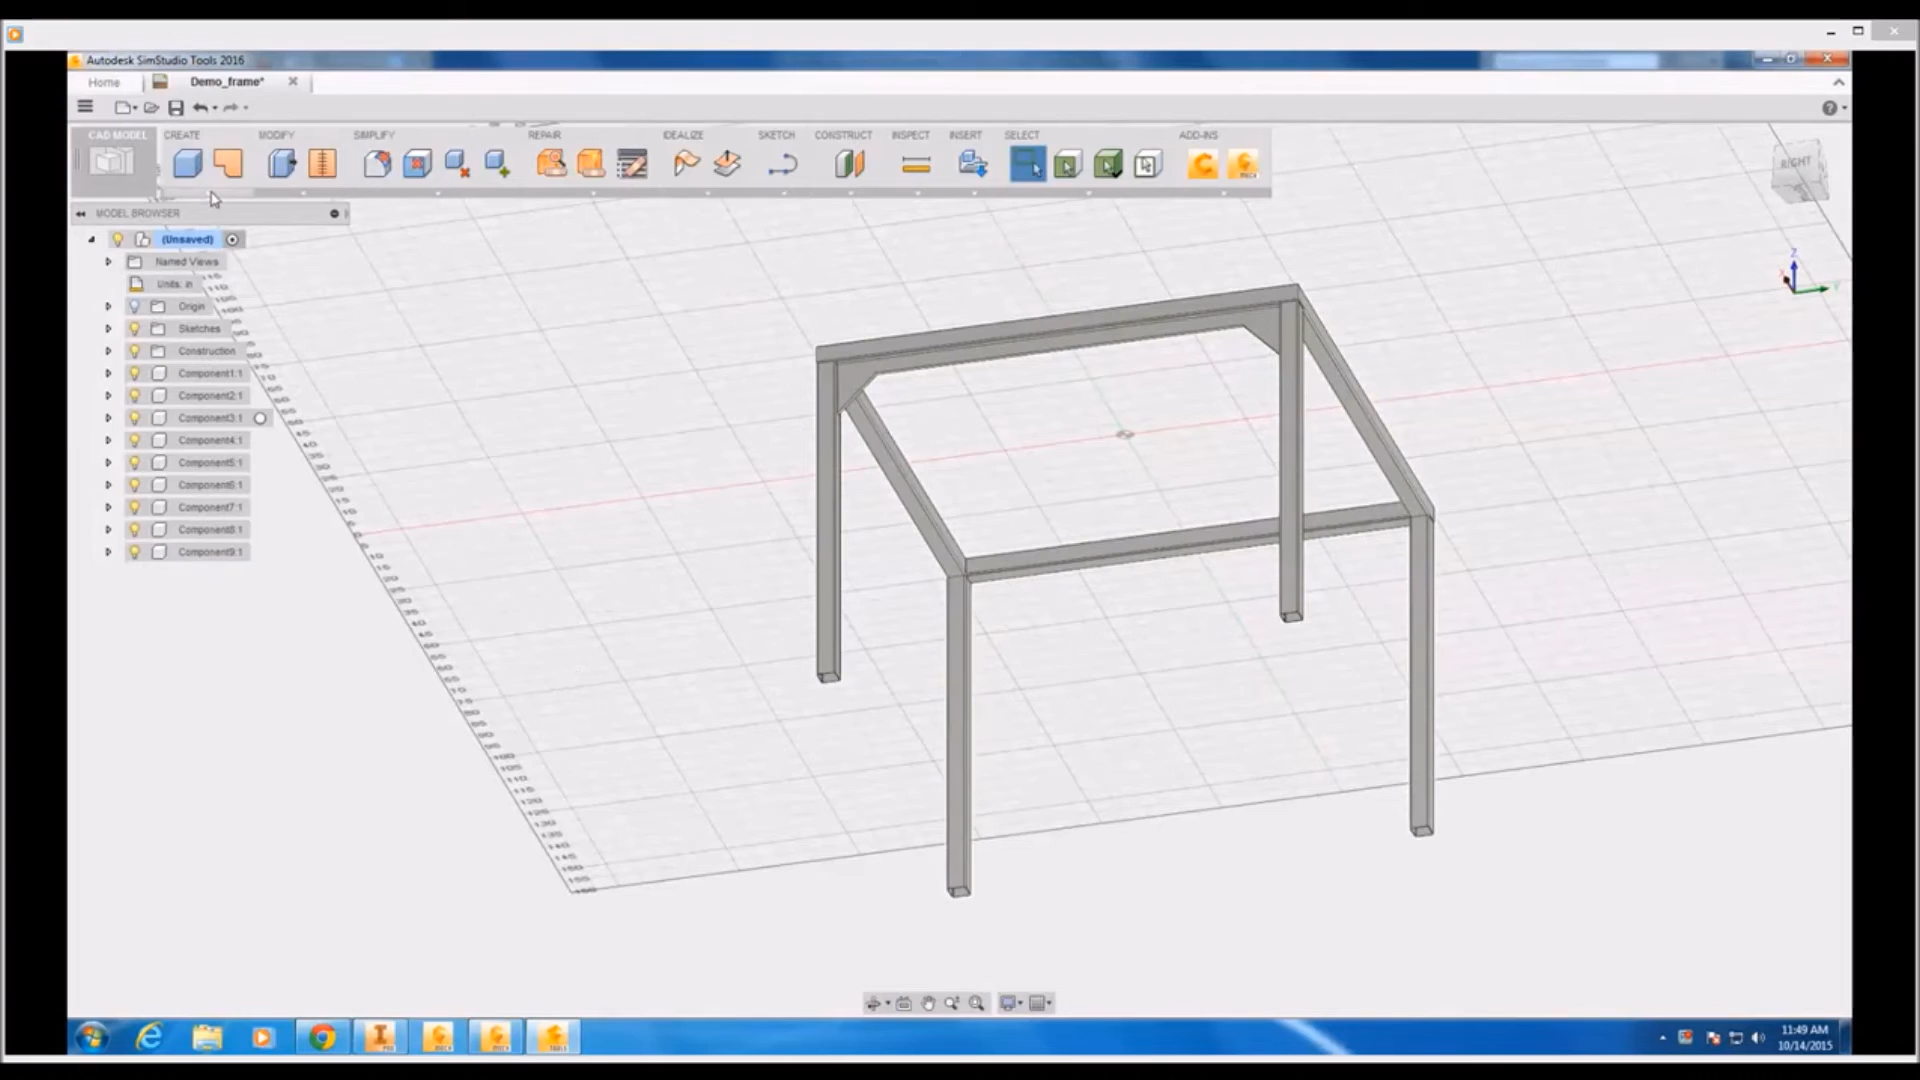 Autodesk SimStudio Tools 2016
Home
Demo_frame*
CAD MODEL
CREATE
MODIFY
SIMPLIFY
REPAIR
IDEALIZE
SKETCH
CONSTRUCT
INSPECT
INSERT
SELECT
ADD-INS
RIGHT
MODEL BROWSER
(Unsaved)
Named Views
Units: in
Origin
Sketches
Construction
Component1:1
Component2:1
Component3:1
Component4:1
Component5:1
Component6:1
Component7:1
Component8:1
Component9:1
Z
11:49 AM
10/14/2015